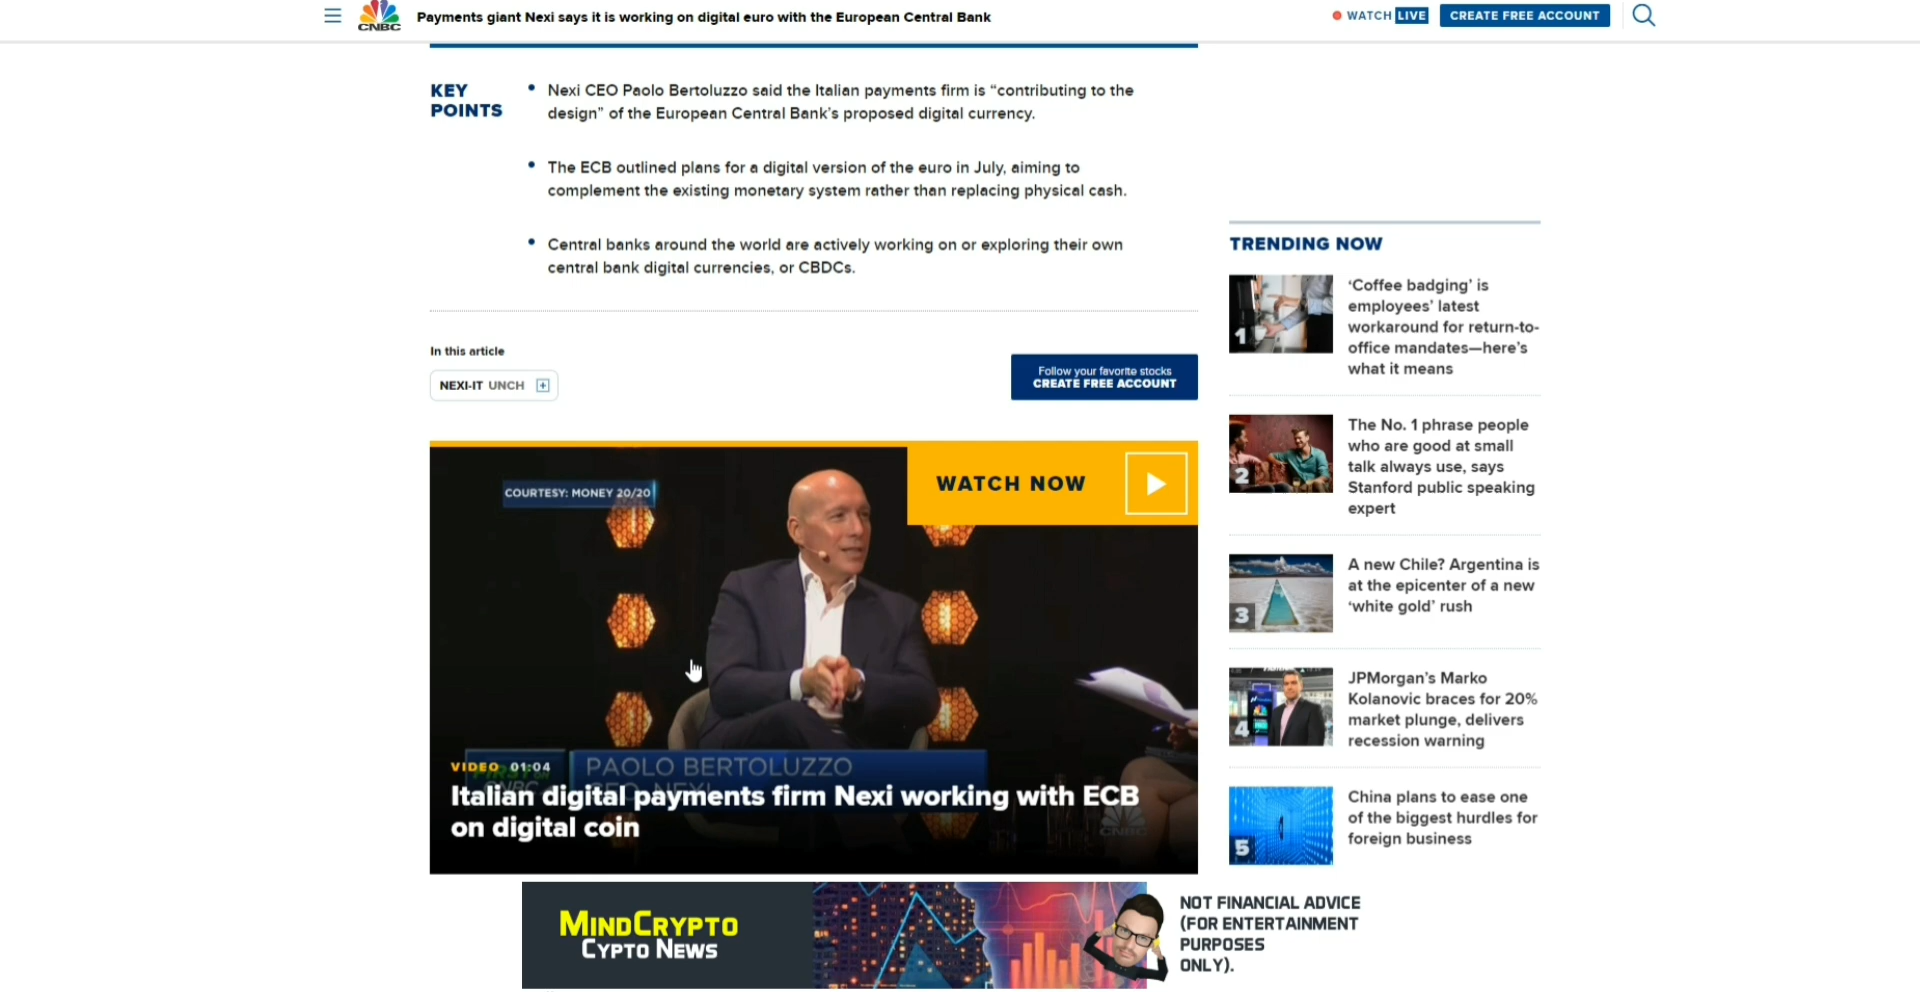 CNBC
Payments giant Nexi says it is working on digital euro with the European Central Bank
WATCH LIVE
CREATE FREE ACCOUNT
KEY
POINTS
Nexi CEO Paolo Bertoluzzo said the Italian payments firm is “contributing to the
design” of the European Central Bank’s proposed digital currency.
The ECB outlined plans for a digital version of the euro in July, aiming to
complement the existing monetary system rather than replacing physical cash.
Central banks around the world are actively working on or exploring their own
central bank digital currencies, or CBDCs.
In this article
NEXI-IT UNCH
Follow your favorite stocks
CREATE FREE ACCOUNT
COURTESY: MONEY 20/20
WATCH NOW
VIDEO 01:04
PAOLO BERTOLUZZO
Italian digital payments firm Nexi working with ECB
on digital coin
CNBC
TRENDING NOW
1
‘Coffee badging’ is
employees’ latest
workaround for return-to-
office mandates—here’s
what it means
2
The No. 1 phrase people
who are good at small
talk always use, says
Stanford public speaking
expert
3
A new Chile? Argentina is
at the epicenter of a new
‘white gold’ rush
4
JPMorgan’s Marko
Kolanovic braces for 20%
market plunge, delivers
recession warning
5
China plans to ease one
of the biggest hurdles for
foreign business
MINDCRYPTO
CYPTO NEWS
NOT FINANCIAL ADVICE
(FOR ENTERTAINMENT
PURPOSES
ONLY).